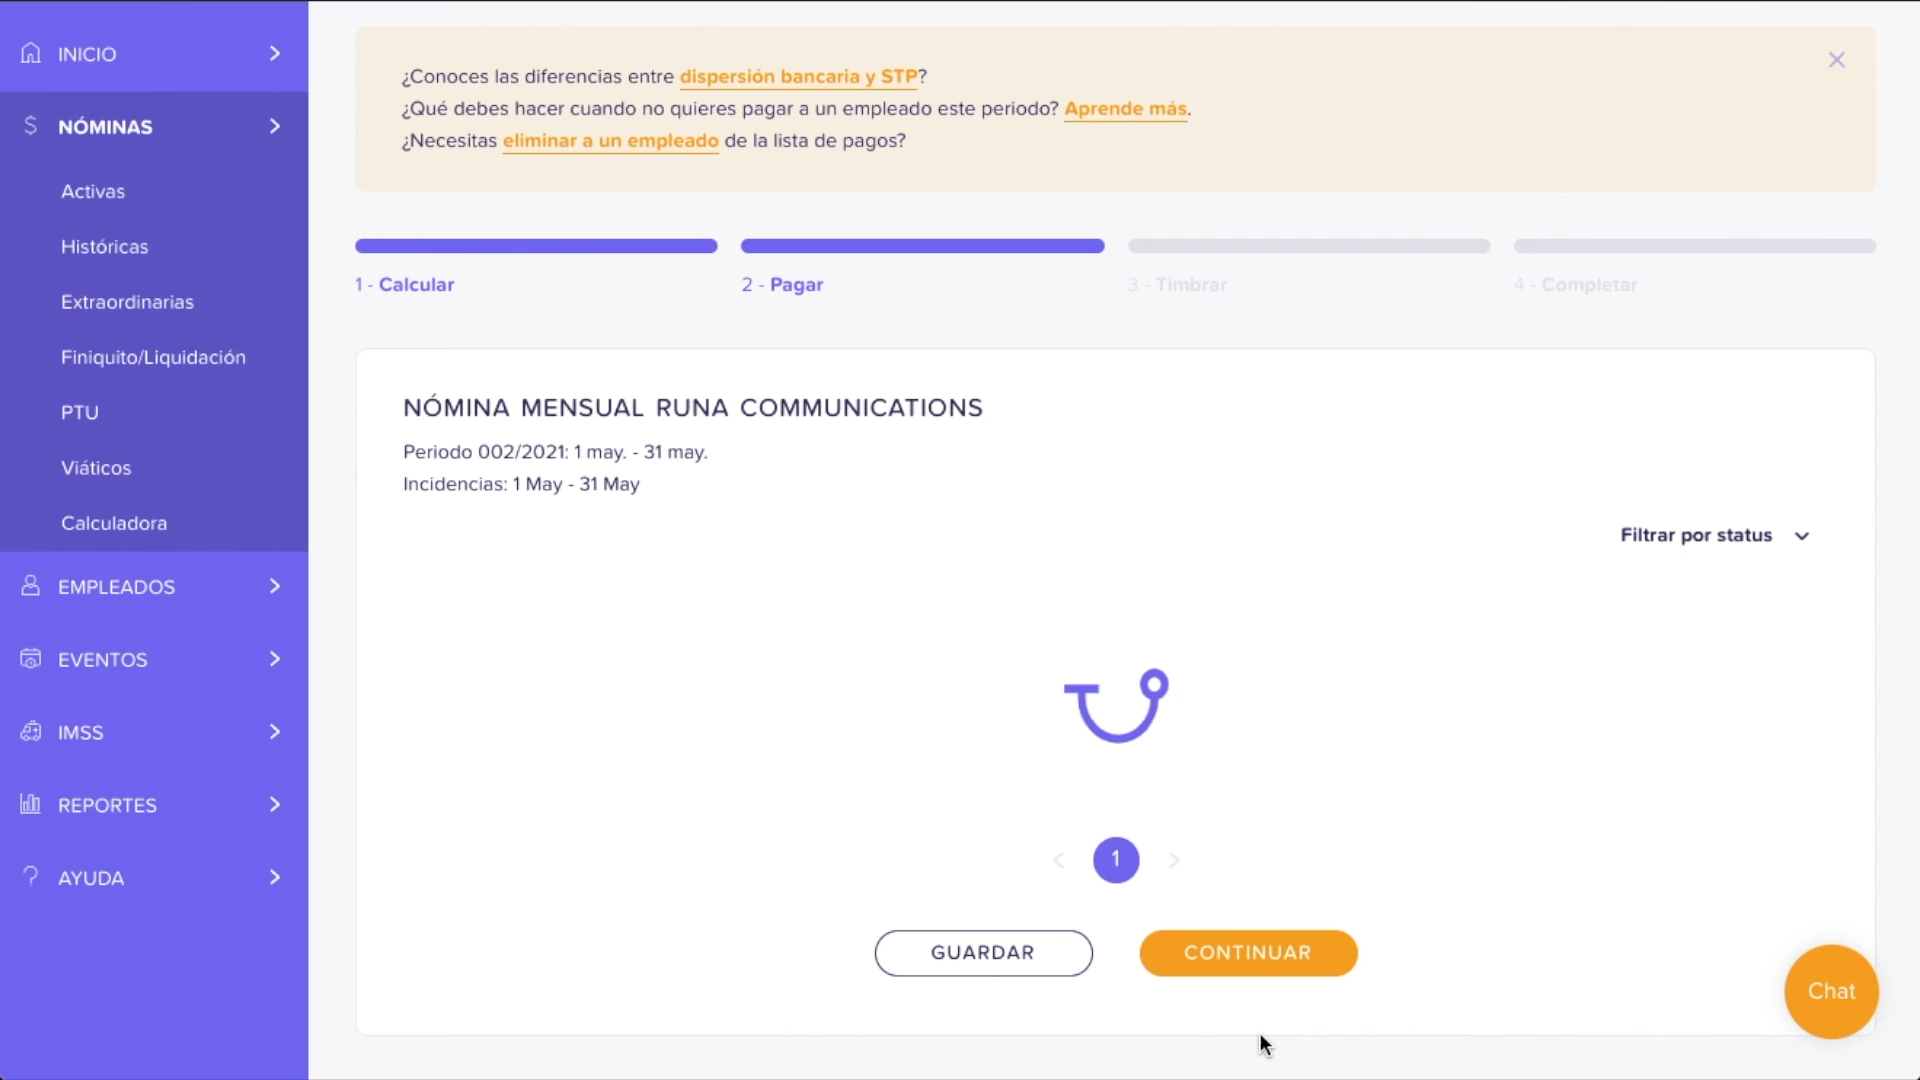 INICIO
NÓMINAS
Activas
Históricas
Extraordinarias
Finiquito/Liquidación
PTU
Viáticos
Calculadora
EMPLEADOS
EVENTOS
IMSS
REPORTES
AYUDA
¿Conoces las diferencias entre dispersión bancaria y STP?
¿Qué debes hacer cuando no quieres pagar a un empleado este periodo? Aprende más.
¿Necesitas eliminar a un empleado de la lista de pagos?
1 - Calcular
2 - Pagar
3 - Timbrar
4 - Completar
NÓMINA MENSUAL RUNA COMMUNICATIONS
Periodo 002/2021: 1 may. - 31 may.
Incidencias: 1 May - 31 May
Filtrar por status
1
GUARDAR
CONTINUAR
Chat